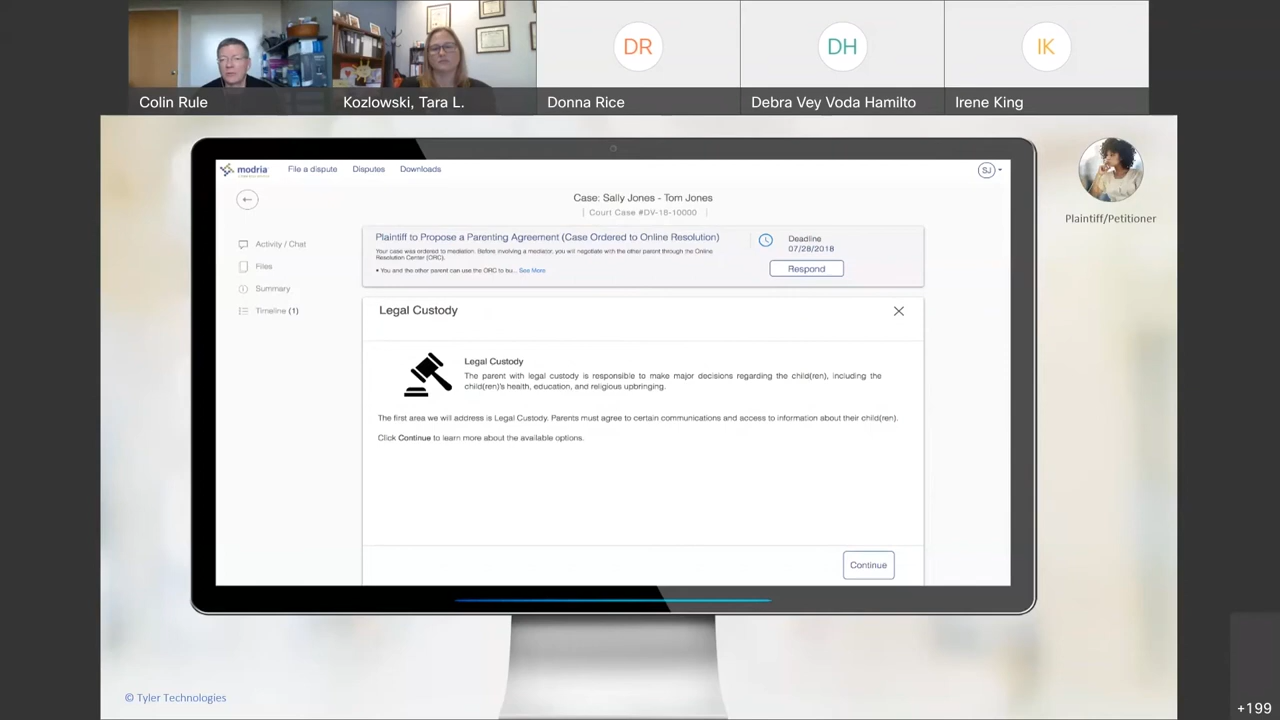 DR
DH
IK
Colin Rule
Kozlowski, Tara L.
Donna Rice
Debra Vey Voda Hamilto
Irene King
modria
File a dispute
Disputes
Downloads
SJ
Plaintiff/Petitioner
Case: Sally Jones - Tom Jones
Court Case #DV-18-10000
Activity / Chat
Files
Summary
Timeline (1)
Plaintiff to Propose a Parenting Agreement (Case Ordered to Online Resolution)
Your case was ordered to mediation. Before involving a mediator, you will negotiate with the other parent through the Online
Resolution Center (ORC).
• You and the other parent can use the ORC to bu... See More
Deadline
07/28/2018
Respond
Legal Custody
Legal Custody
The parent with legal custody is responsible to make major decisions regarding the child(ren), including the
child(ren)'s health, education, and religious upbringing.
The first area we will address is Legal Custody. Parents must agree to certain communications and access to information about their child(ren).
Click Continue to learn more about the available options.
Continue
© Tyler Technologies
+199